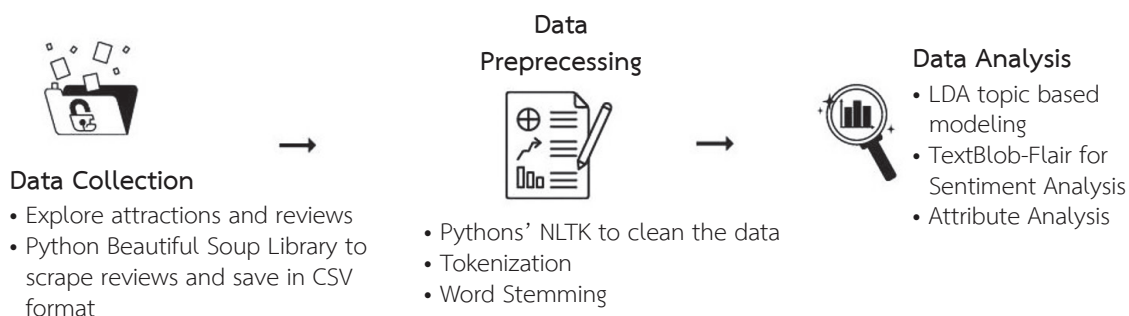 Data Collection
• Explore attractions and reviews
• Python Beautiful Soup Library to
scrape reviews and save in CSV
format
Data
Preprecessing
• Pythons’ NLTK to clean the data
• Tokenization
• Word Stemming
Data Analysis
• LDA topic based
modeling
• TextBlob-Flair for
Sentiment Analysis
• Attribute Analysis